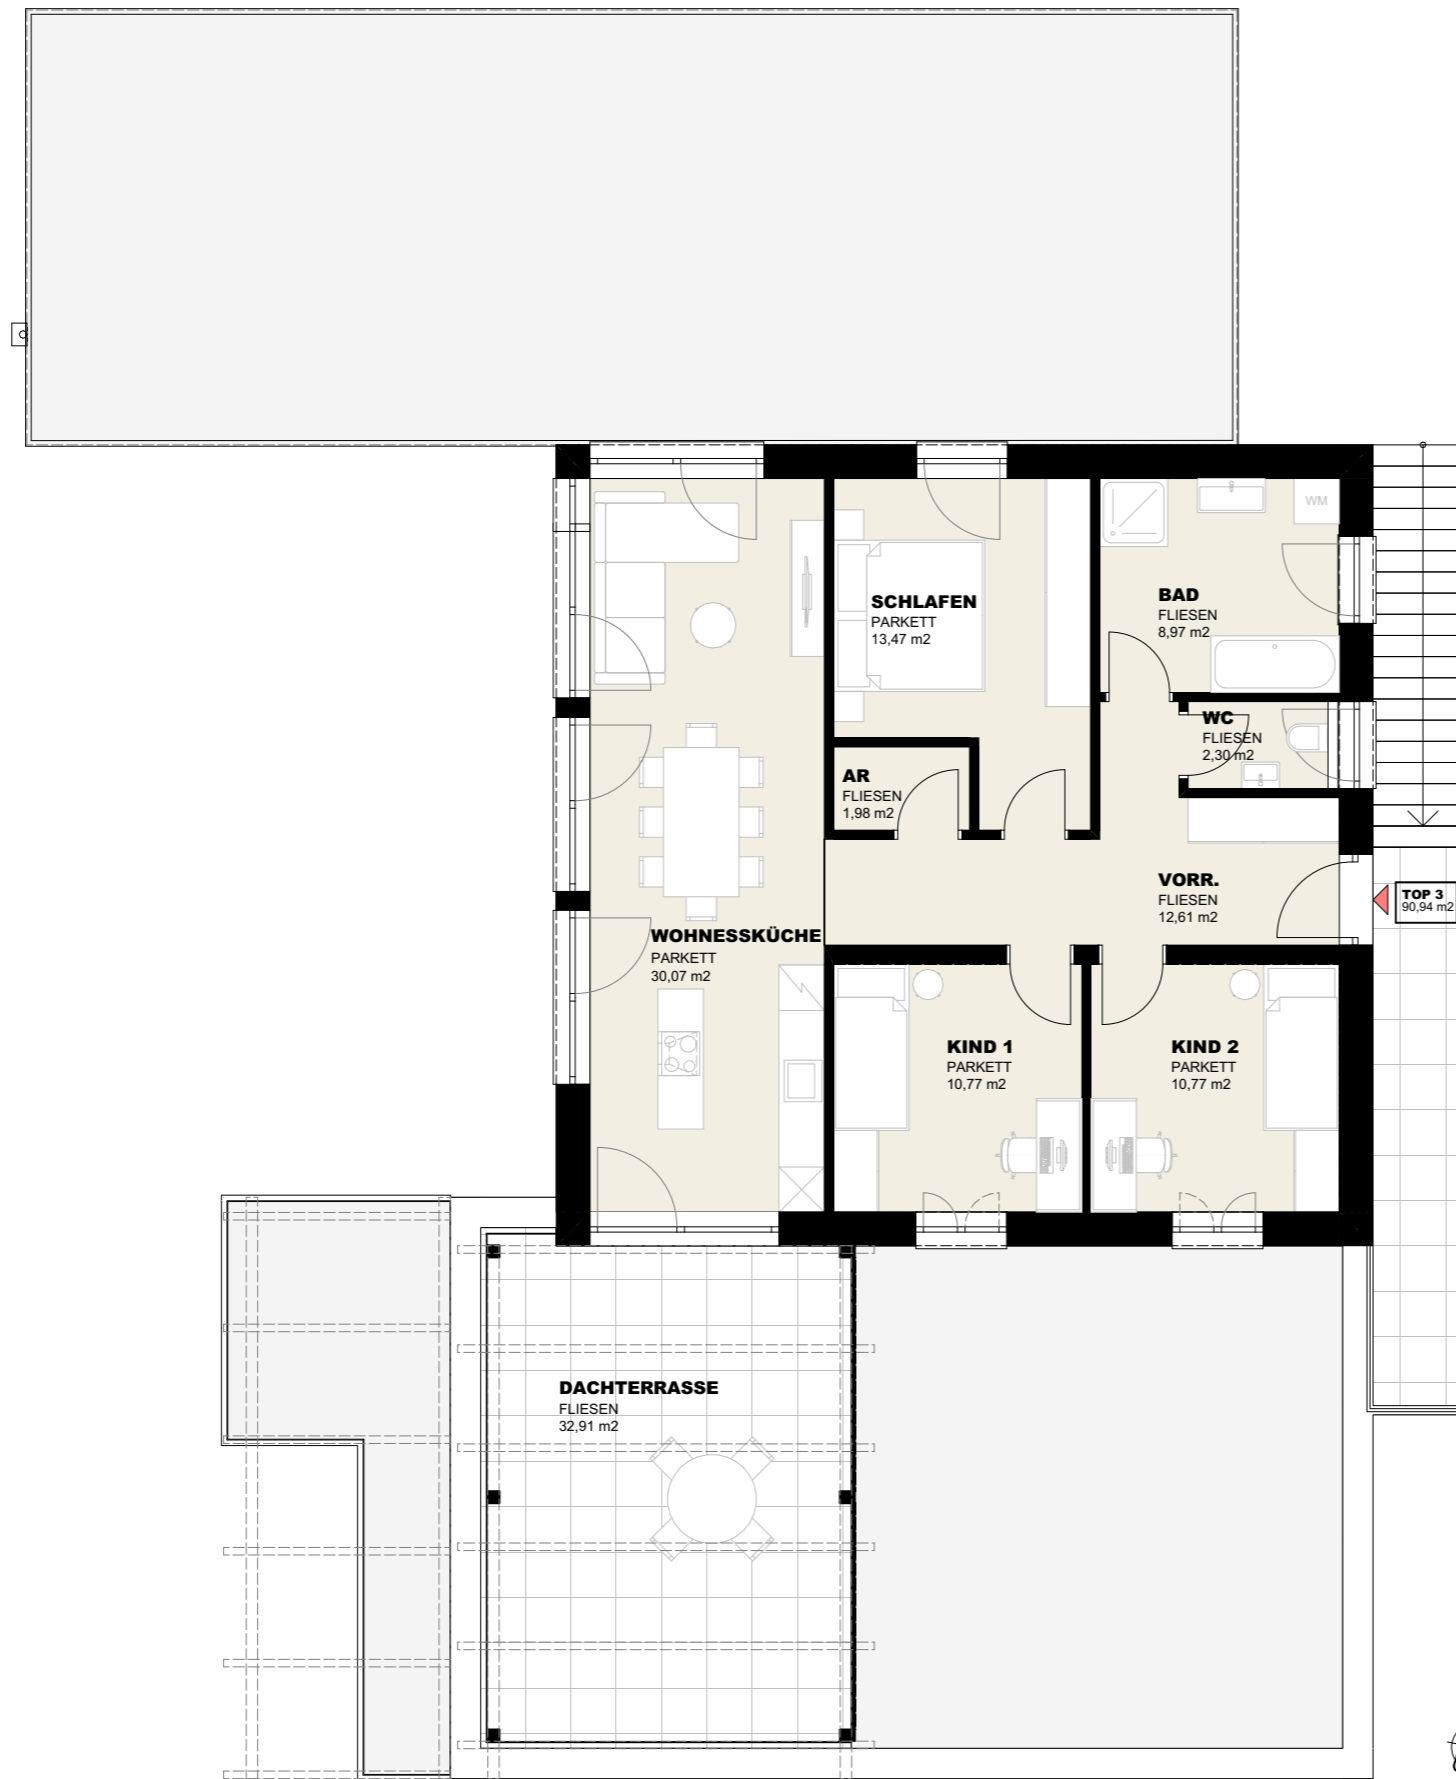 WM
SCHLAFEN
PARKETT
13,47 m2
BAD
FLIESEN
8,97 m2
WC
FLIESEN
2,30 m2
AR
FLIESEN
1,98 m2
VORR.
FLIESEN
12,61 m2
TOP 3
90,94 m2
WOHNESSKÜCHE
PARKETT
30,07 m2
KIND 1
PARKETT
10,77 m2
KIND 2
PARKETT
10,77 m2
DACHTERRASSE
FLIESEN
32,91 m2